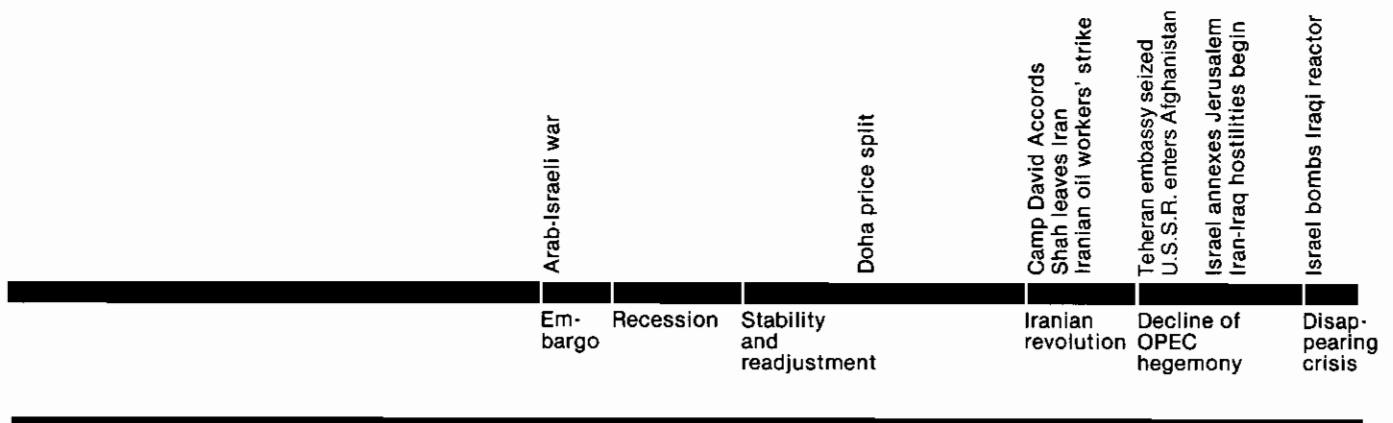 Arab-Israeli war
Doha price split
Camp David Accords
Shah leaves Iran
Iranian oil workers' strike
Teheran embassy seized
U.S.S.R. enters Afghanistan
Israel annexes Jerusalem
Iran-Iraq hostilities begin
Israel bombs Iraqi reactor
Em-
bargo
Recession
Stability
and
readjustment
Iranian
revolution
Decline of
OPEC
hegemony
Disap-
pearing
crisis